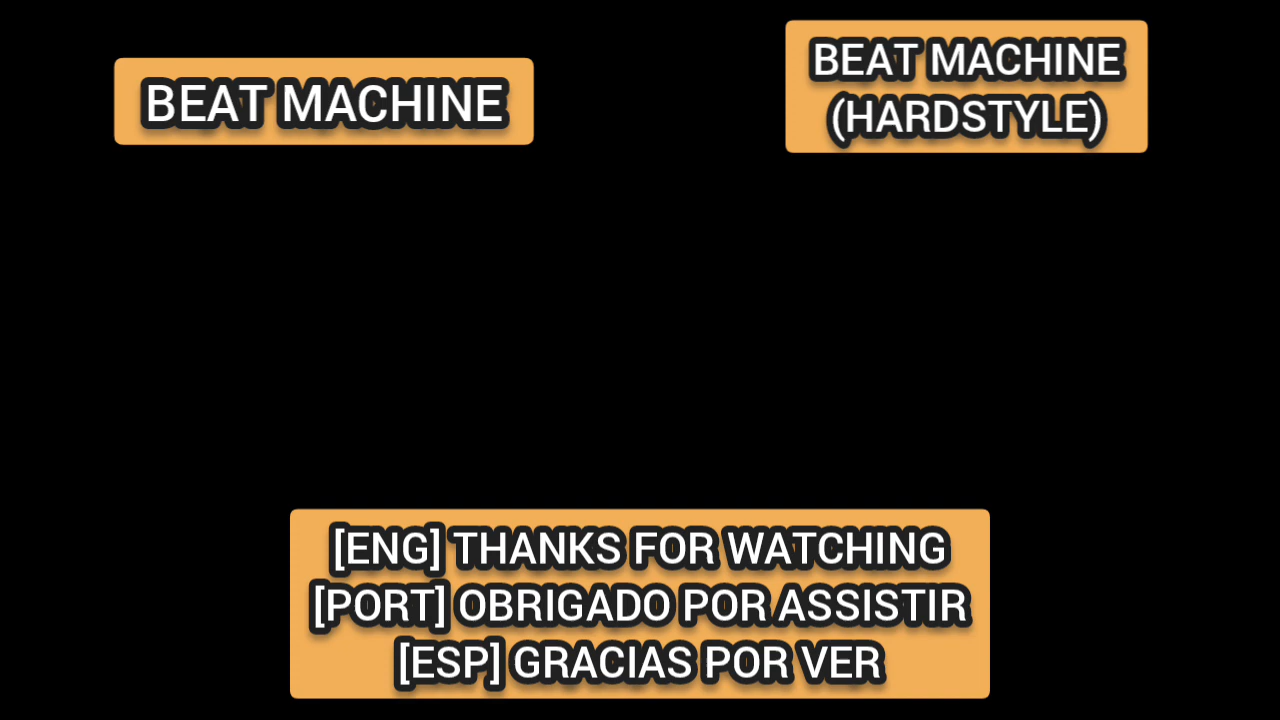 BEAT MACHINE
BEAT MACHINE
(HARDSTYLE)
[ENG] THANKS FOR WATCHING
[PORT] OBRIGADO POR ASSISTIR
[ESP] GRACIAS POR VER